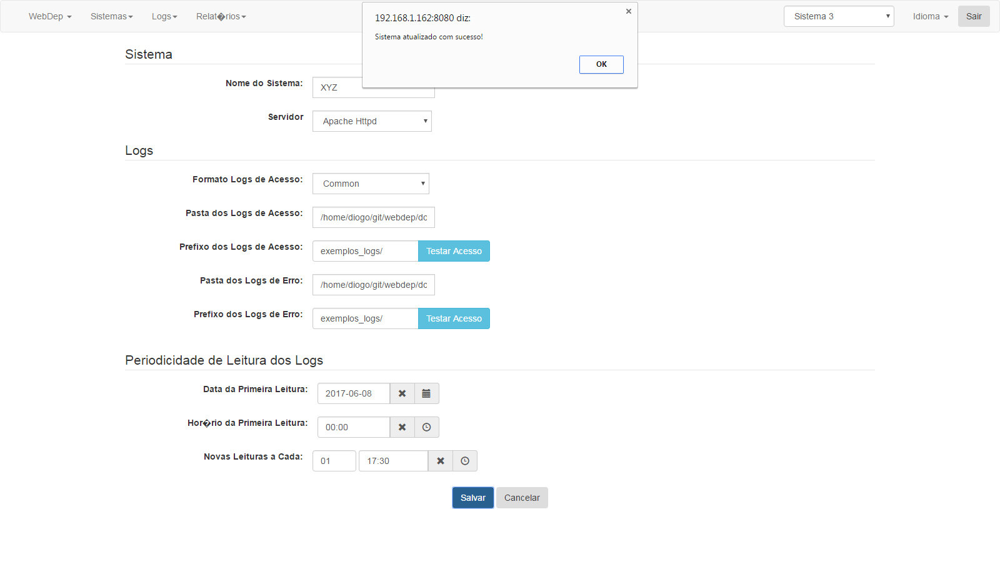 WebDep Sistemas Logs Relat�rios Sistema 3 Idioma Sair
192.168.1.162:8080 diz:
Sistema atualizado com sucesso!
OK
Sistema
Nome do Sistema: XYZ
Servidor Apache Httpd
Logs
Formato Logs de Acesso: Common
Pasta dos Logs de Acesso: /home/diogo/git/webdep/do
Prefixo dos Logs de Acesso: exemplos_logs/ Testar Acesso
Pasta dos Logs de Erro: /home/diogo/git/webdep/do
Prefixo dos Logs de Erro: exemplos_logs/ Testar Acesso
Periodicidade de Leitura dos Logs
Data da Primeira Leitura: 2017-06-08
Hor�rio da Primeira Leitura: 00:00
Novas Leituras a Cada: 01 17:30
Salvar Cancelar